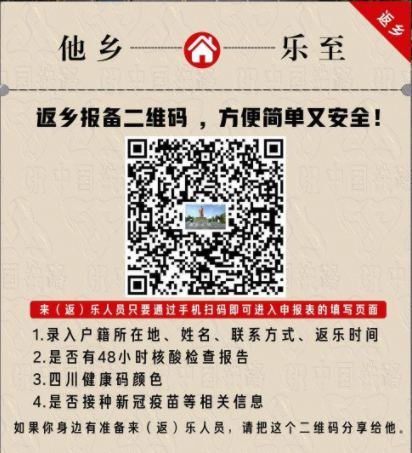 返乡
他乡 乐至
返乡报备二维码，方便简单又安全！
来（返）乐人员只要通过手机扫码即可进入申报表的填写页面
1.录入户籍所在地、姓名、联系方式、返乐时间
2.是否有48小时核酸检查报告
3.四川健康码颜色
4.是否接种新冠疫苗等相关信息
如果你身边有准备来（返）乐人员，请把这个二维码分享给他。